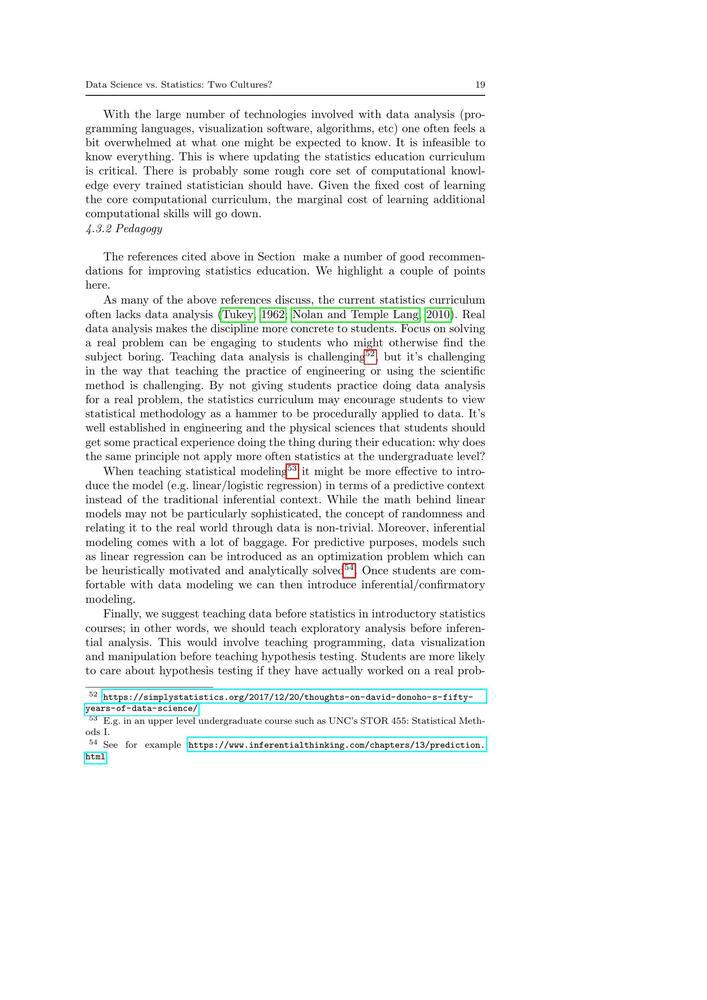 Data Science vs. Statistics: Two Cultures? 19
With the large number of technologies involved with data analysis (pro-
gramming languages, visualization software, algorithms, etc) one often feels a
bit overwhelmed at what one might be expected to know. It is infeasible to
know everything. This is where updating the statistics education curriculum
is critical. There is probably some rough core set of computational knowl-
edge every trained statistician should have. Given the fixed cost of learning
the core computational curriculum, the marginal cost of learning additional
computational skills will go down.
4.3.2 Pedagogy
The references cited above in Section make a number of good recommen-
dations for improving statistics education. We highlight a couple of points
here.
As many of the above references discuss, the current statistics curriculum
often lacks data analysis (Tukey, 1962; Nolan and Temple Lang, 2010). Real
data analysis makes the discipline more concrete to students. Focus on solving
a real problem can be engaging to students who might otherwise find the
subject boring. Teaching data analysis is challenging52, but it's challenging
in the way that teaching the practice of engineering or using the scientific
method is challenging. By not giving students practice doing data analysis
for a real problem, the statistics curriculum may encourage students to view
statistical methodology as a hammer to be procedurally applied to data. It's
well established in engineering and the physical sciences that students should
get some practical experience doing the thing during their education: why does
the same principle not apply more often statistics at the undergraduate level?
When teaching statistical modeling53 it might be more effective to intro-
duce the model (e.g. linear/logistic regression) in terms of a predictive context
instead of the traditional inferential context. While the math behind linear
models may not be particularly sophisticated, the concept of randomness and
relating it to the real world through data is non-trivial. Moreover, inferential
modeling comes with a lot of baggage. For predictive purposes, models such
as linear regression can be introduced as an optimization problem which can
be heuristically motivated and analytically solved54. Once students are com-
fortable with data modeling we can then introduce inferential/confirmatory
modeling.
Finally, we suggest teaching data before statistics in introductory statistics
courses; in other words, we should teach exploratory analysis before inferen-
tial analysis. This would involve teaching programming, data visualization
and manipulation before teaching hypothesis testing. Students are more likely
to care about hypothesis testing if they have actually worked on a real prob-
52 https://simplystatistics.org/2017/12/20/thoughts-on-david-donoho-s-fifty-
years-of-data-science/
53 E.g. in an upper level undergraduate course such as UNC's STOR 455: Statistical Meth-
ods I.
54 See for example https://www.inferentialthinking.com/chapters/13/prediction.
html